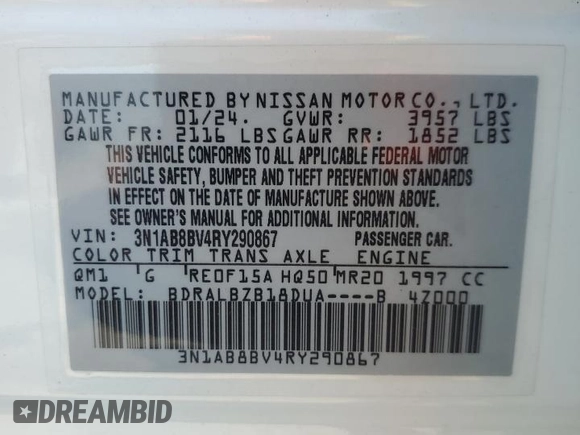 MANUFACTURED BY NISSAN MOTOR CO., LTD.
DATE: 01/24. GVWR: 3957 LBS
GAWR FR: 2116 LBS GAWR RR: 1852 LBS
THIS VEHICLE CONFORMS TO ALL APPLICABLE FEDERAL MOTOR
VEHICLE SAFETY, BUMPER AND THEFT PREVENTION STANDARDS
IN EFFECT ON THE DATE OF MANUFACTURE SHOWN ABOVE.
SEE OWNER'S MANUAL FOR ADDITIONAL INFORMATION.
VIN: 3N1AB8BV4RY290867 PASSENGER CAR.
COLOR TRIM TRANS AXLE ENGINE
QM1 G RE0F15A HQ50 MR20 1997 CC
MODEL: BDRALBZB18DUA----B 4Z000
3N1AB8BV4RY290867
DREAMBID